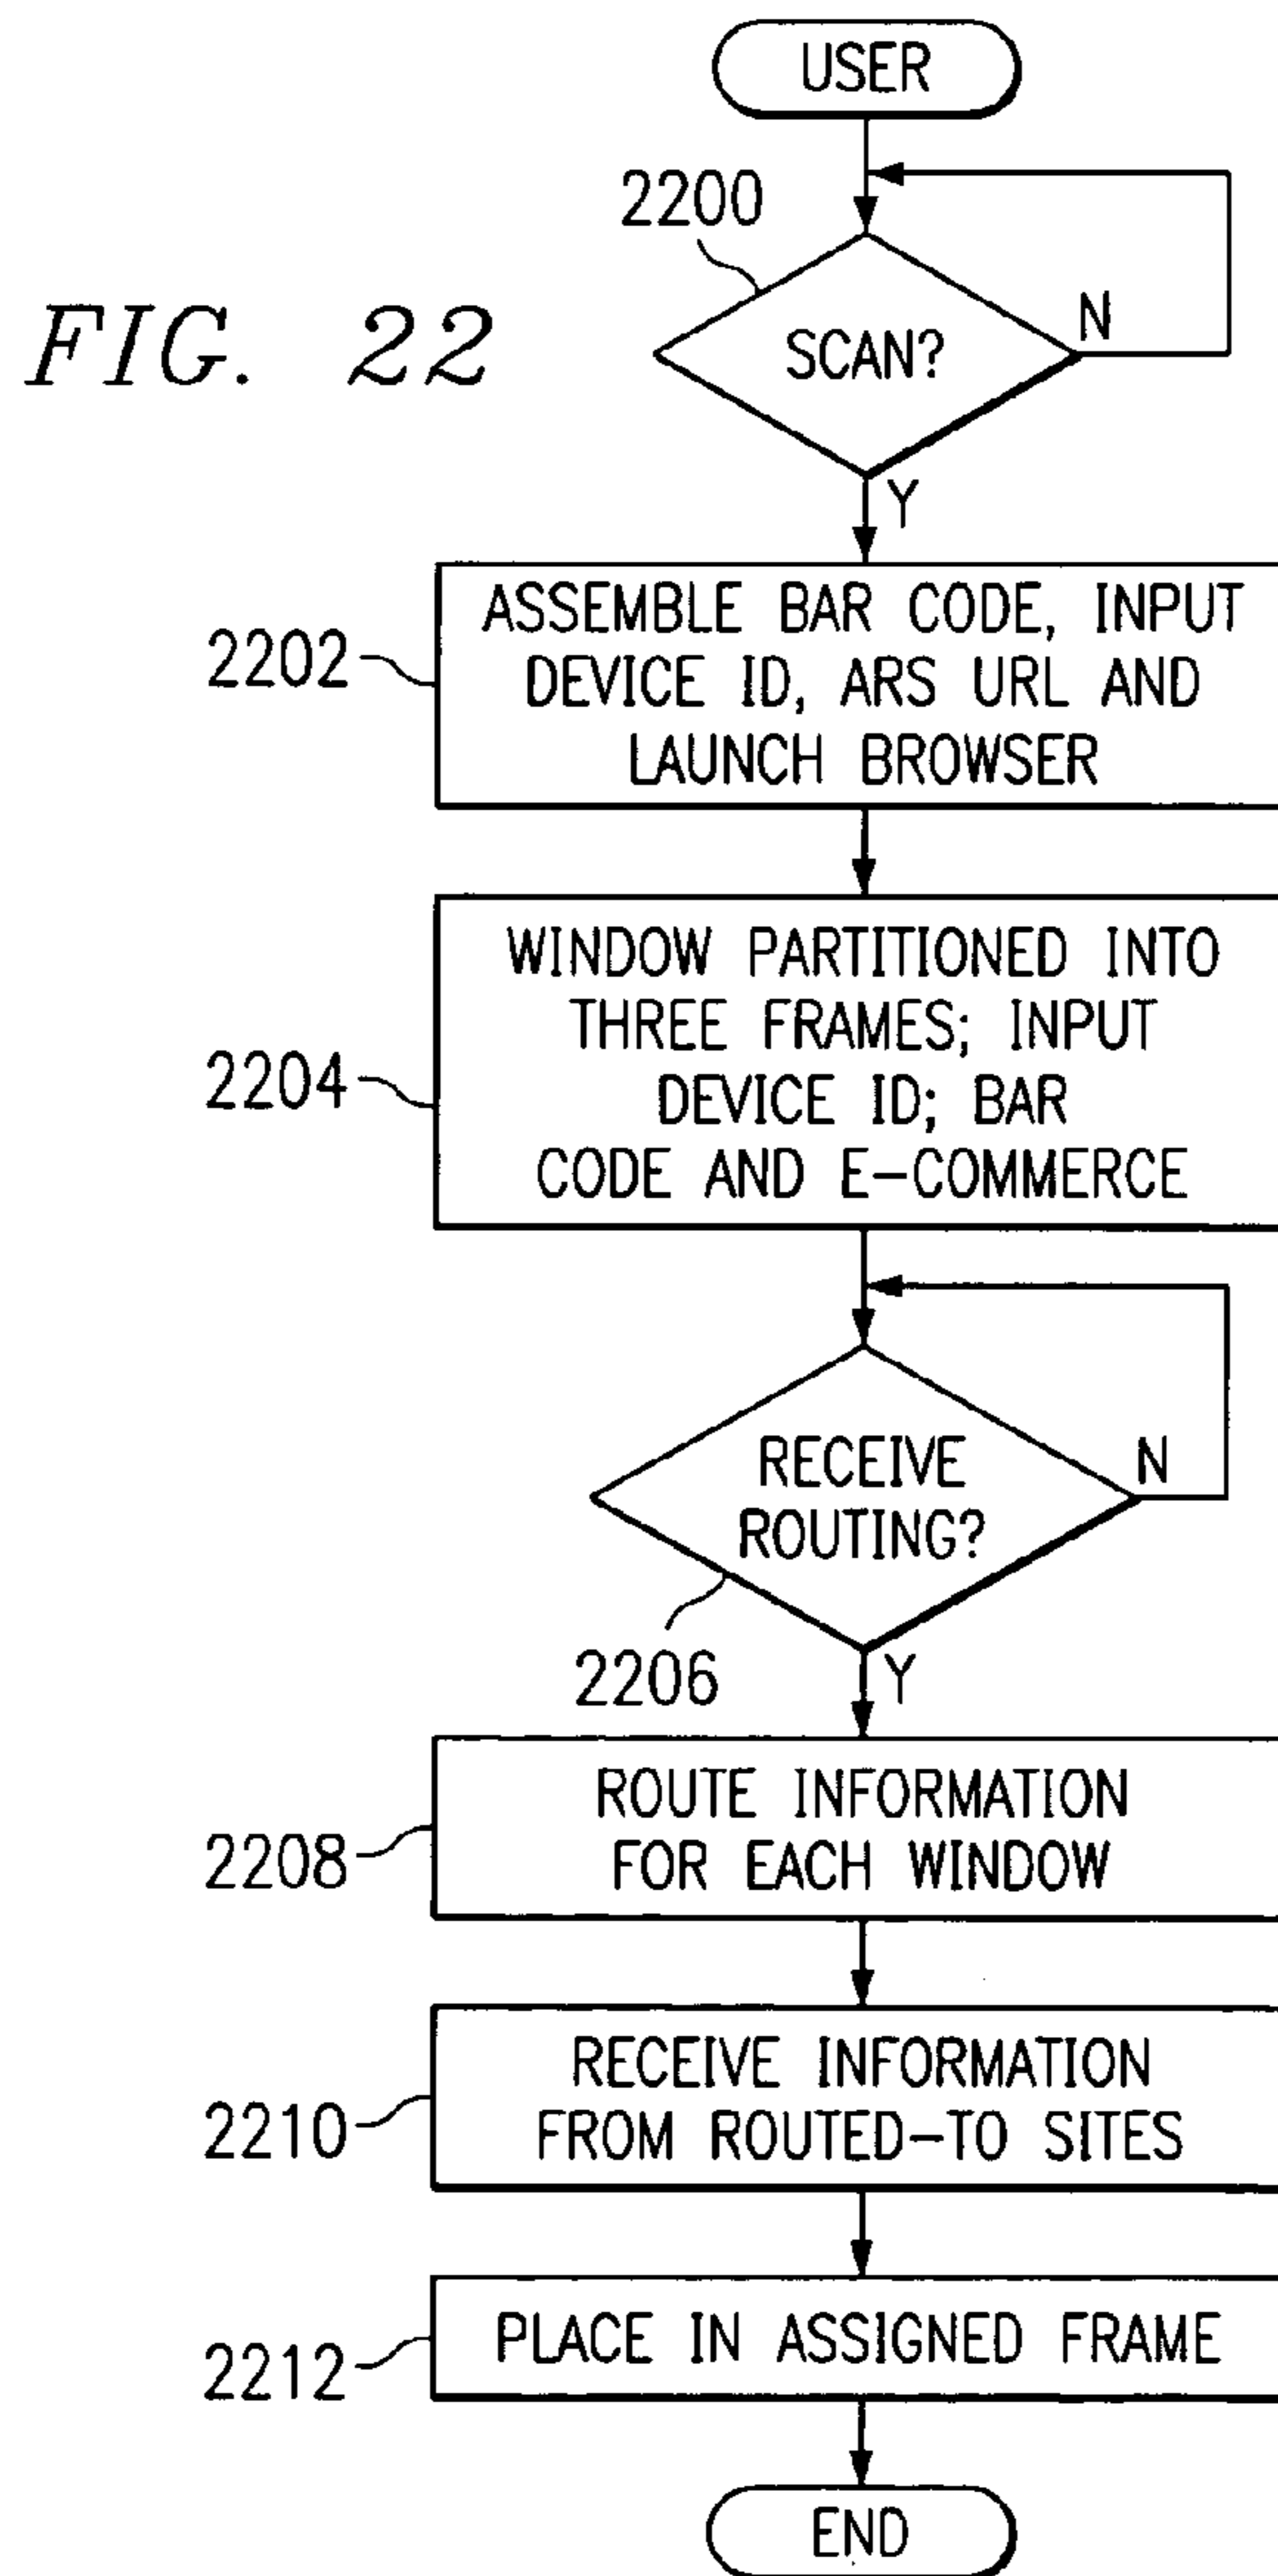 USER
2200
FIG. 22
SCAN?
N
Y
2202
ASSEMBLE BAR CODE, INPUT
DEVICE ID, ARS URL AND
LAUNCH BROWSER
2204
WINDOW PARTITIONED INTO
THREE FRAMES; INPUT
DEVICE ID; BAR
CODE AND E-COMMERCE
RECEIVE
ROUTING?
N
2206
Y
2208
ROUTE INFORMATION
FOR EACH WINDOW
2210
RECEIVE INFORMATION
FROM ROUTED-TO SITES
2212
PLACE IN ASSIGNED FRAME
END